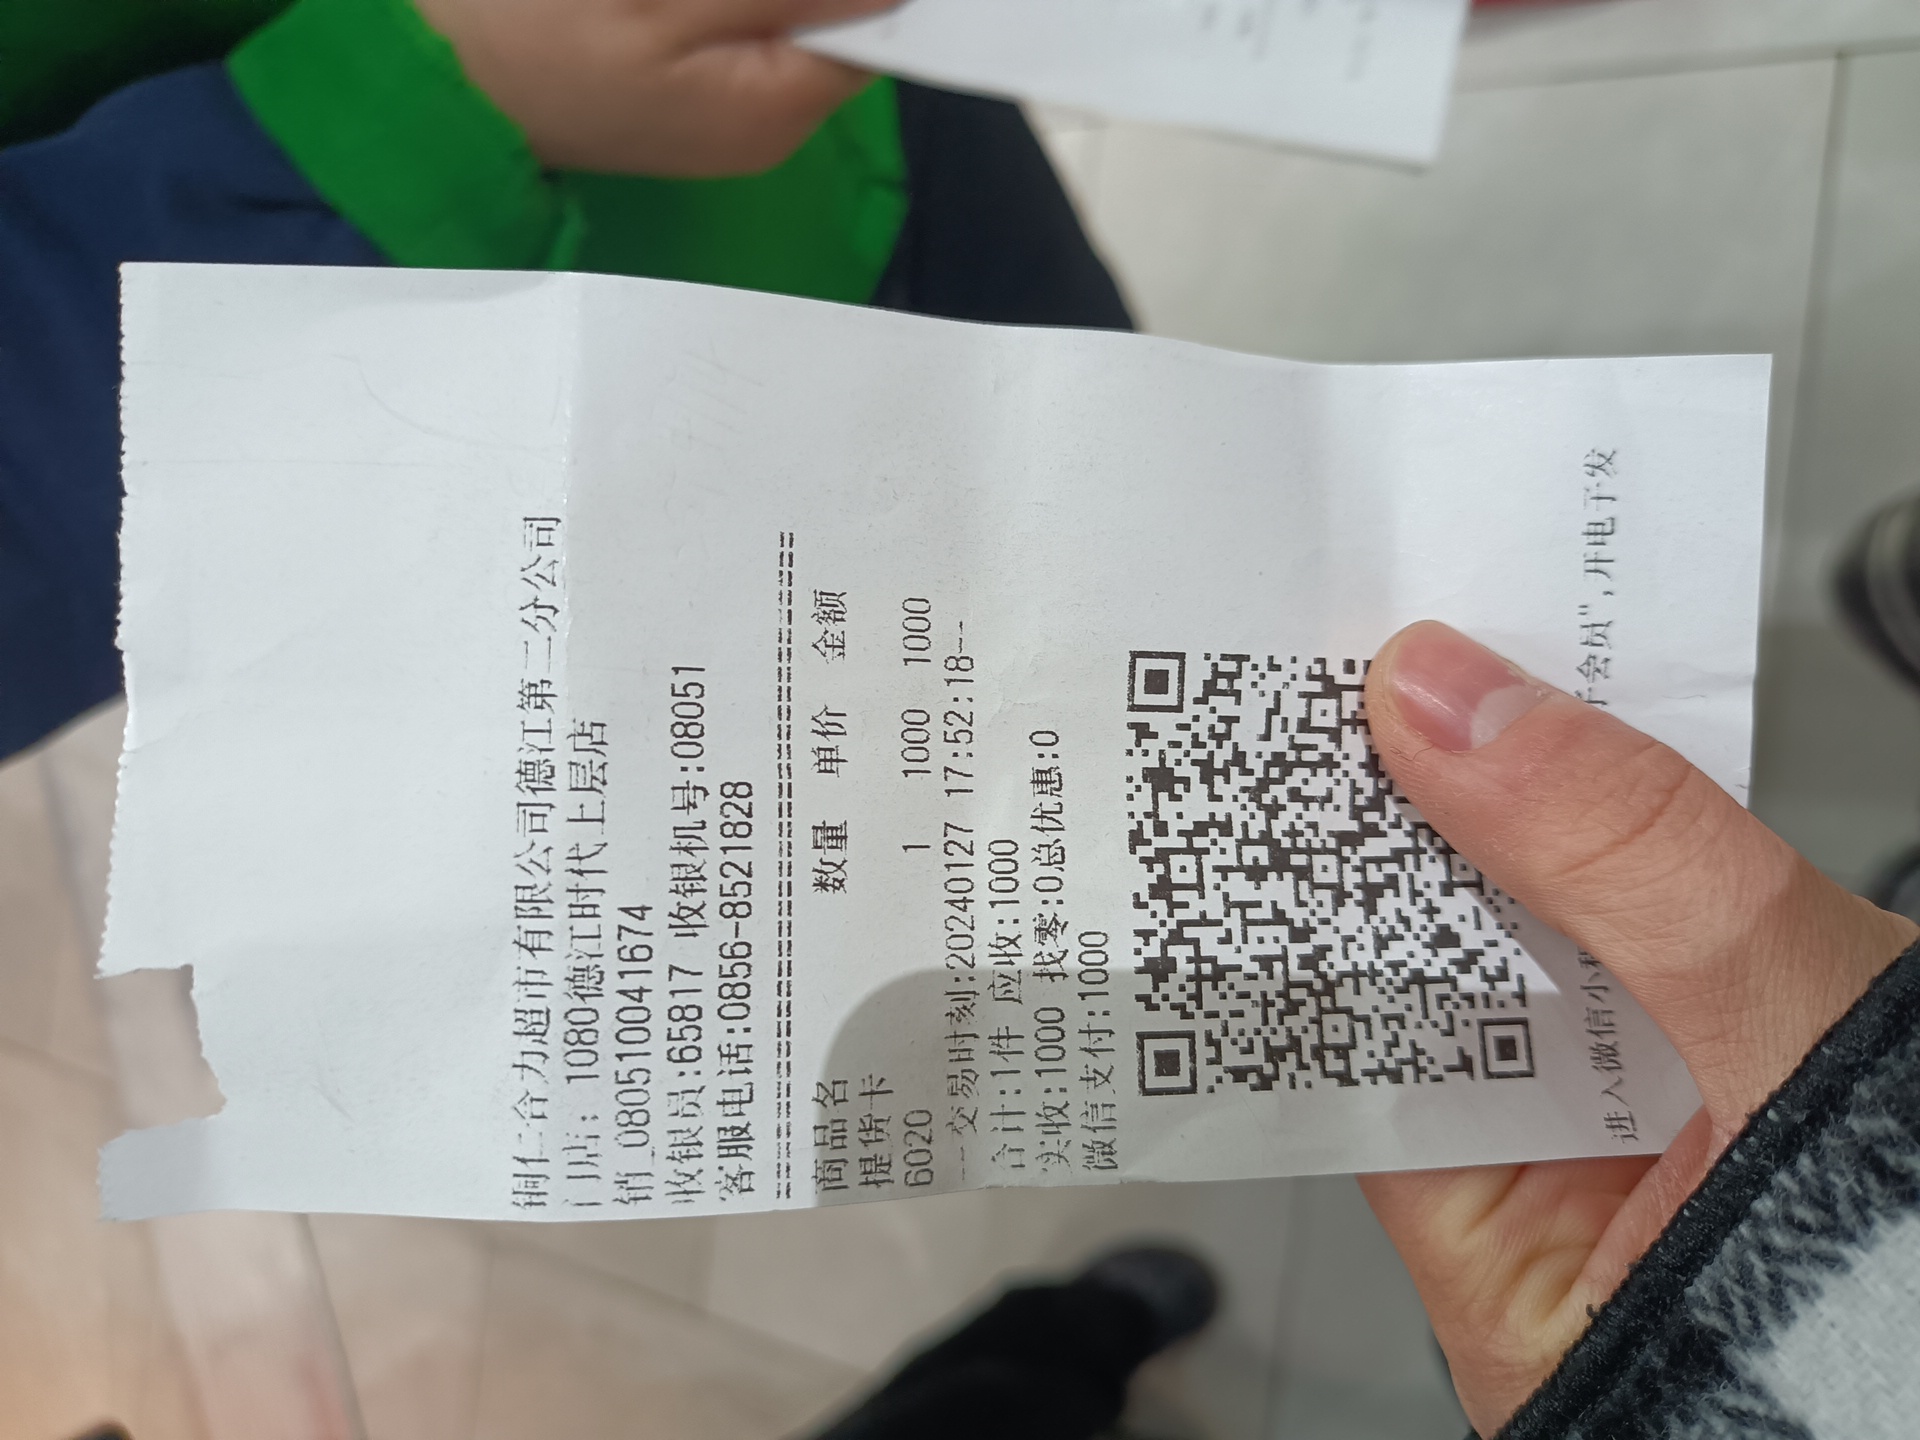 铜仁合力超市有限公司德江第二分公司
门店：1080德江时代上层店
销_080510041674
收银员:65817 收银机号:08051
客服电话:0856-8521828
商品名 数量 单价 金额
提货卡
6020 1 1000 1000
--交易时刻:20240127 17:52:18--
合计:1件 应收:1000
实收:1000 找零:0总优惠:0
微信支付:1000
进入微信小 会员",开电子发